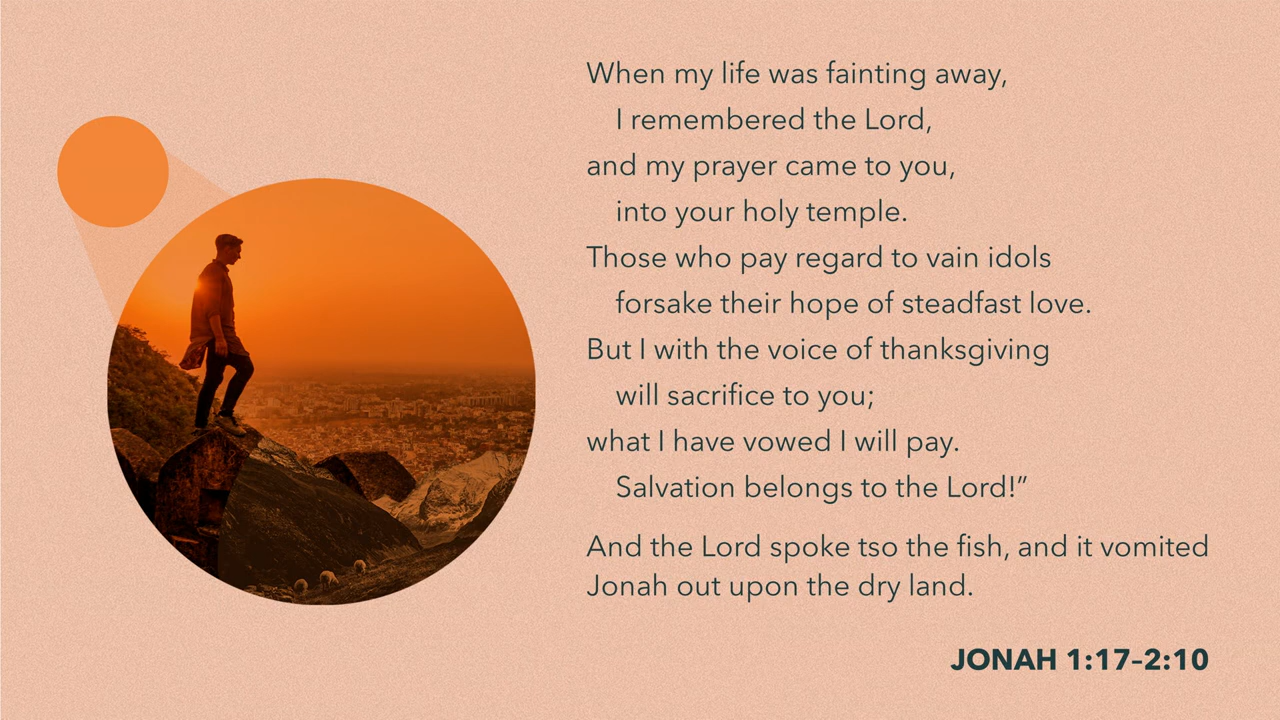 When my life was fainting away,
I remembered the Lord,
and my prayer came to you,
into your holy temple.
Those who pay regard to vain idols
forsake their hope of steadfast love.
But I with the voice of thanksgiving
will sacrifice to you;
what I have vowed I will pay.
Salvation belongs to the Lord!”
And the Lord spoke tso the fish, and it vomited
Jonah out upon the dry land.
JONAH 1:17–2:10